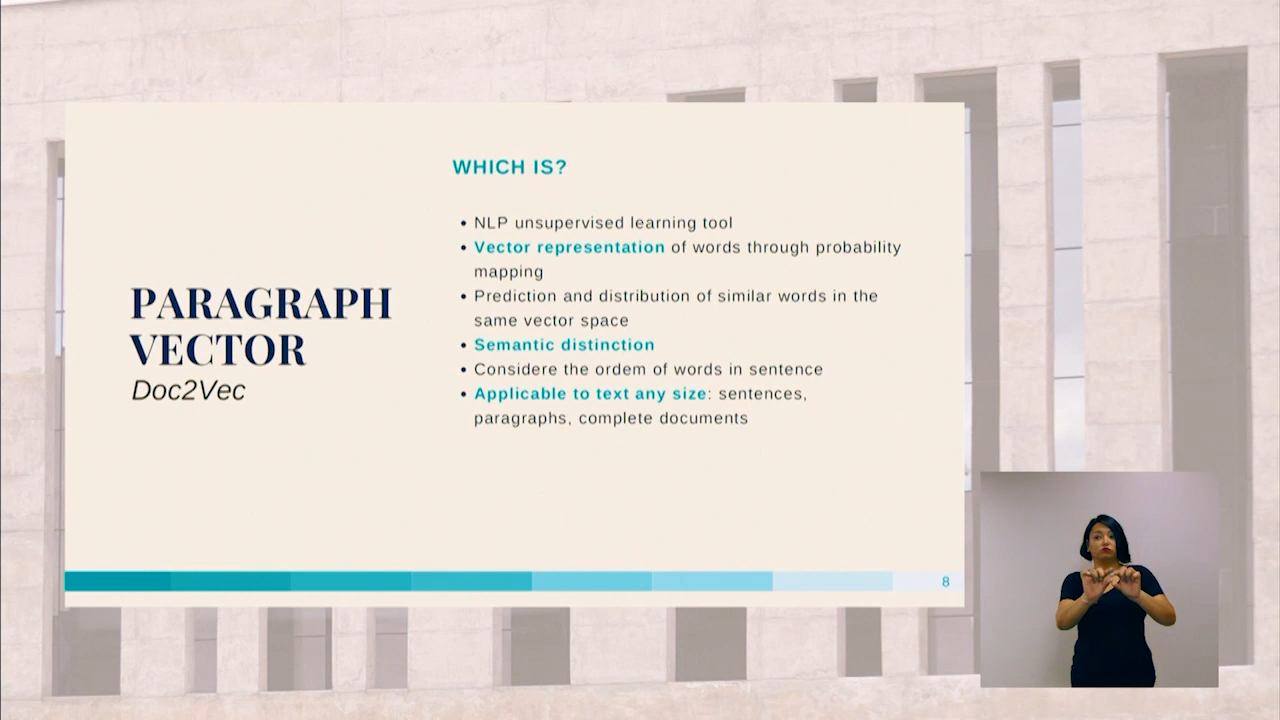 PARAGRAPH
VECTOR
Doc2Vec
WHICH IS?
• NLP unsupervised learning tool
• Vector representation of words through probability
mapping
• Prediction and distribution of similar words in the
same vector space
• Semantic distinction
• Considere the ordem of words in sentence
• Applicable to text any size: sentences,
paragraphs, complete documents
8